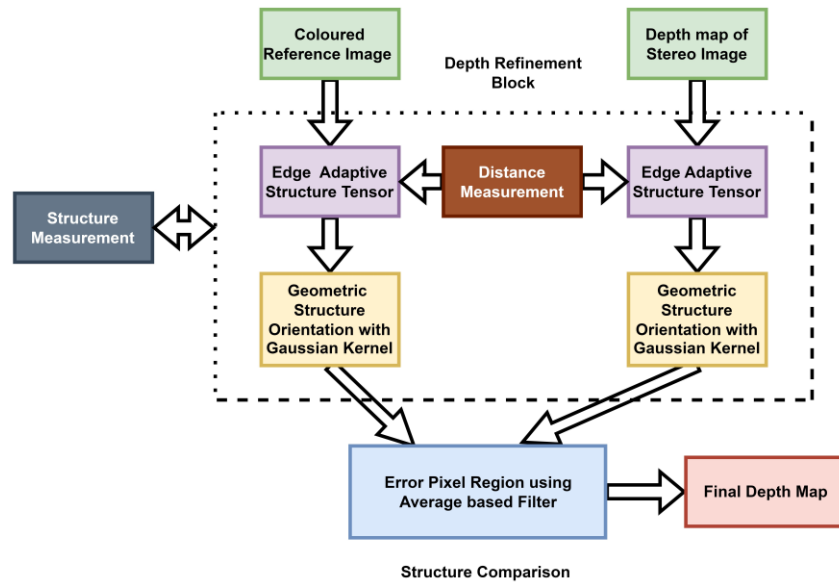 Coloured
Reference Image
Depth map of
Stereo Image
Depth Refinement
Block
Edge Adaptive
Structure Tensor
Distance
Measurement
Edge Adaptive
Structure Tensor
Structure
Measurement
Geometric
Structure
Orientation with
Gaussian Kernel
Geometric
Structure
Orientation with
Gaussian Kernel
Error Pixel Region using
Average based Filter
Final Depth Map
Structure Comparison